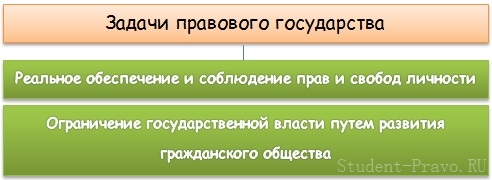 Задачи правового государства
Реальное обеспечение и соблюдение прав и свобод личности
Ограничение государственной власти путем развития
гражданского общества
Student-Pravo.RU